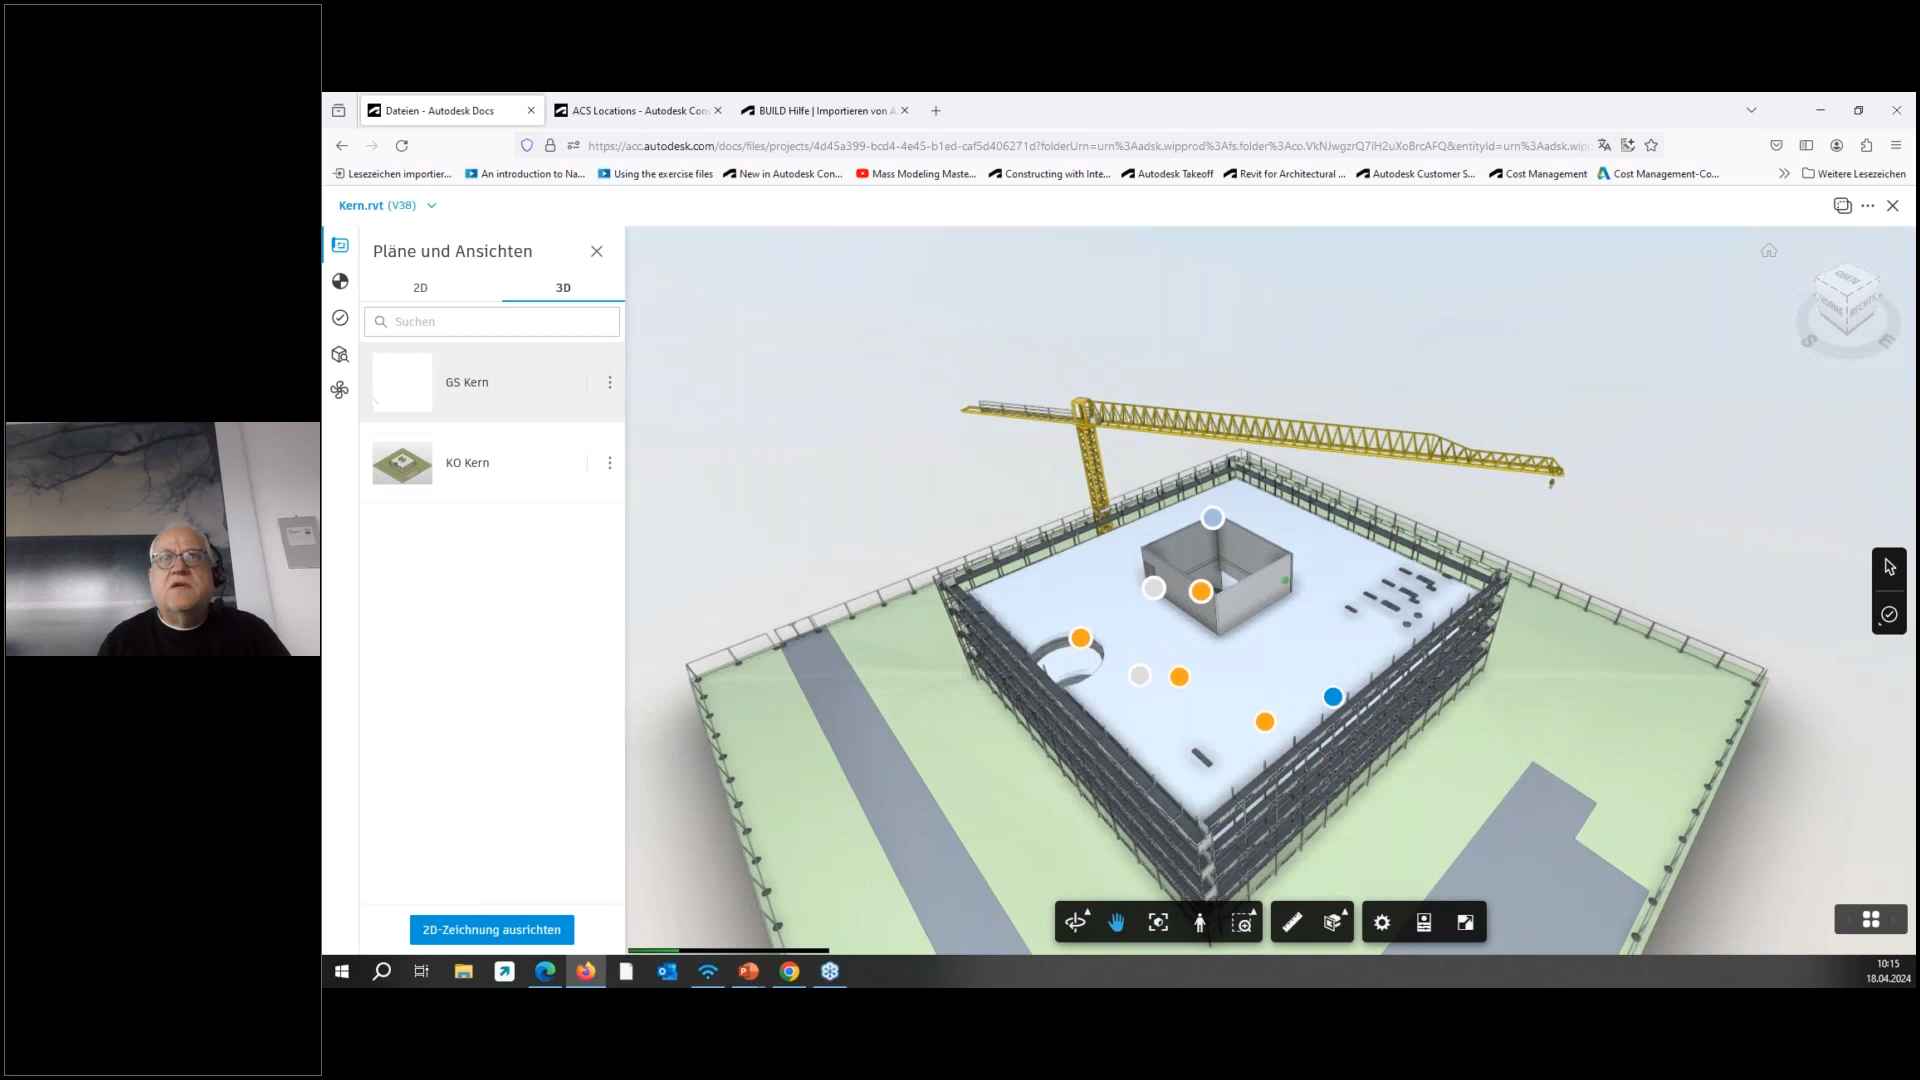 Dateien - Autodesk Docs
ACS Locations - Autodesk Con
BUILD Hilfe | Importieren von A
https://acc.autodesk.com/docs/files/projects/4d45a399-bcd4-4e45-b1ed-caf5d406271d?folderUrn=urn%3Aadsk.wipprod%3Afs.folder%3Aco.VkNJwgzrQ7iH2uXoBrcAFQ&entityId=urn%3Aadsk.wipr
Lesezeichen importier...
An introduction to Na...
Using the exercise files
New in Autodesk Con...
Mass Modeling Maste...
Constructing with Inte...
Autodesk Takeoff
Revit for Architectural ...
Autodesk Customer S...
Cost Management
Cost Management-Co...
Weitere Lesezeichen
Kern.rvt (V38)
Pläne und Ansichten
2D
3D
Suchen
GS Kern
KO Kern
2D-Zeichnung ausrichten
OBEN
VORNE
RECHTS
S
E
10:15
18.04.2024